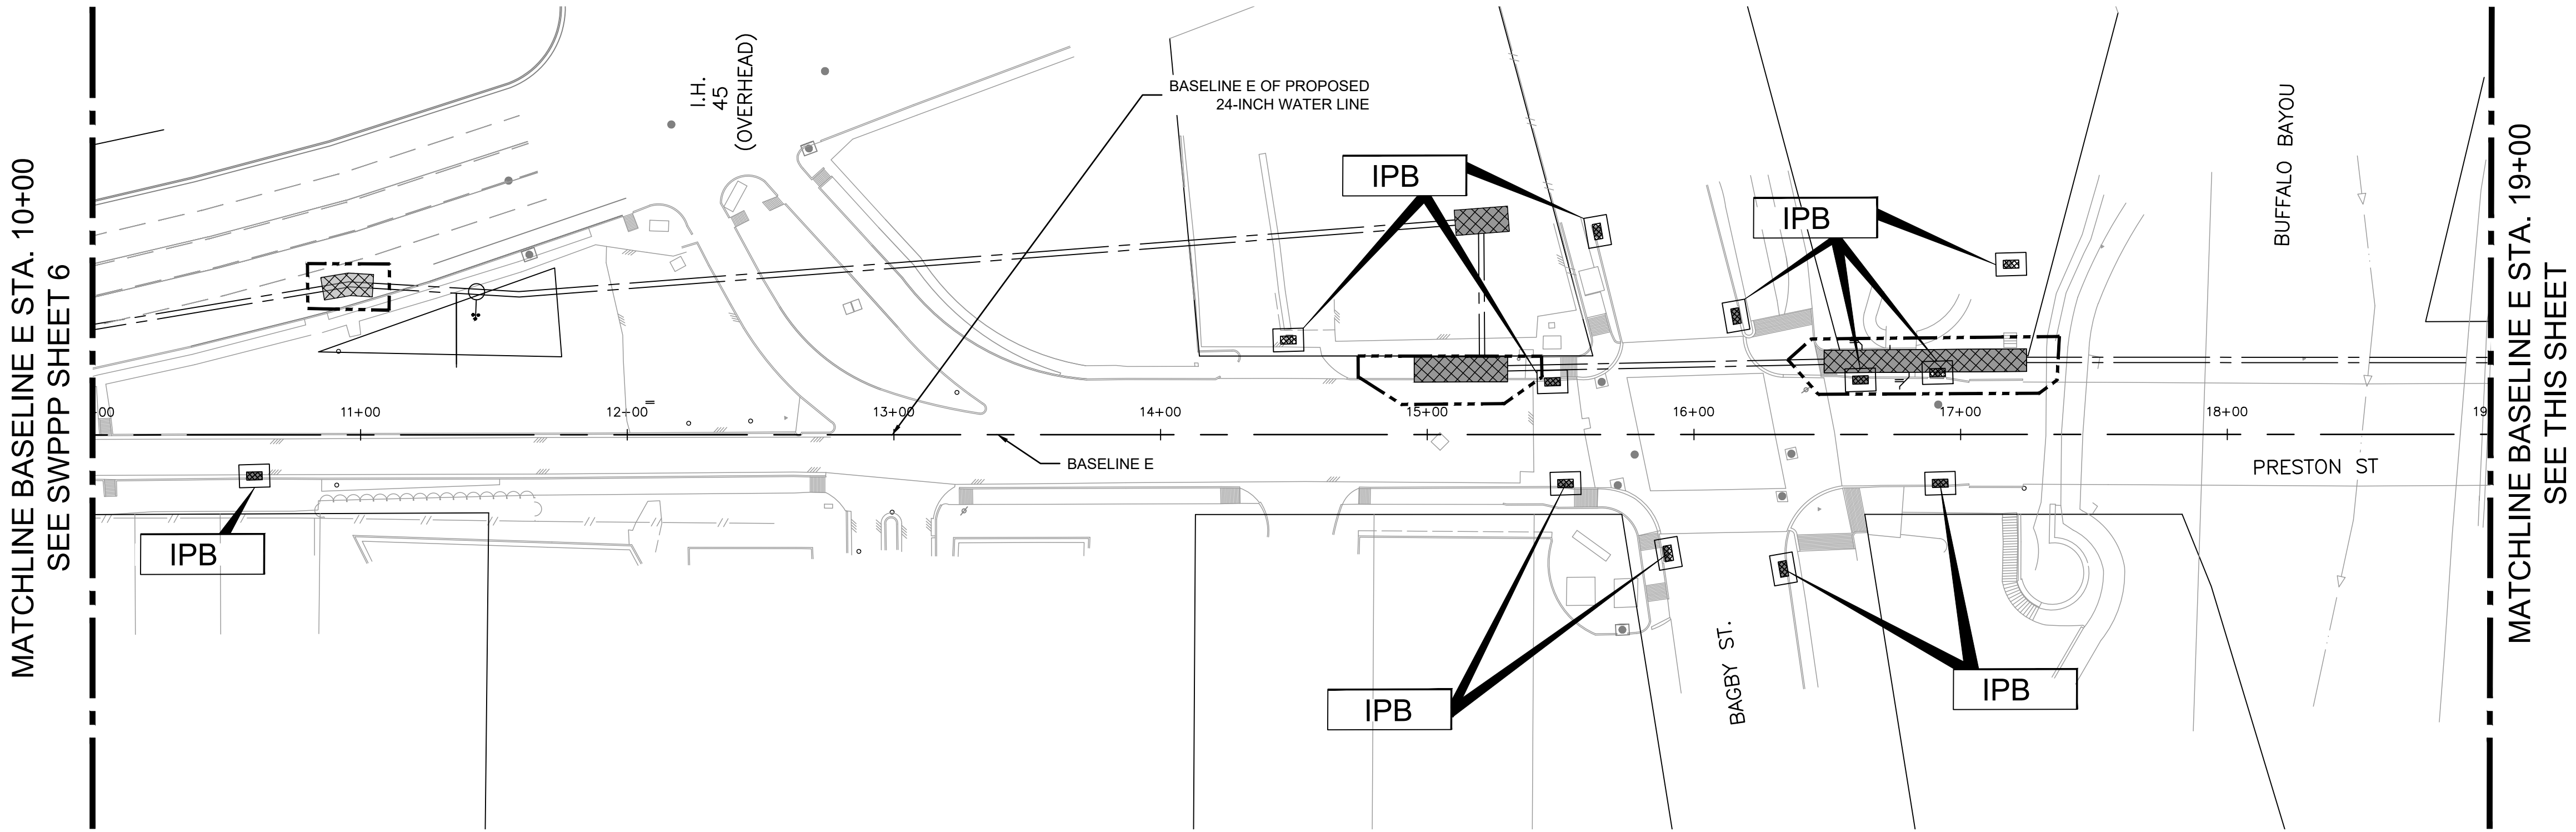 MATCHLINE BASELINE E STA. 10+00
SEE SWPPP SHEET 6
I.H.
45
(OVERHEAD)
BASELINE E OF PROPOSED
24-INCH WATER LINE
IPB
IPB
BUFFALO BAYOU
00
11+00
12+00
13+00
14+00
15+00
16+00
17+00
18+00
19
BASELINE E
PRESTON ST
IPB
IPB
BAGBY ST.
IPB
MATCHLINE BASELINE E STA. 19+00
SEE THIS SHEET